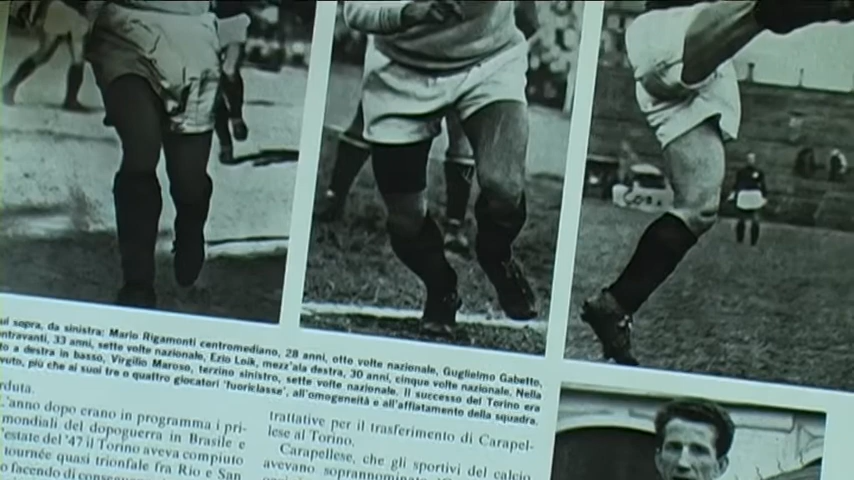 ui sopra, da sinistra: Mario Rigamonti centromediano, 28 anni, otto volte nazionale, Guglielmo Gabetto,
ntravanti, 33 anni, sette volte nazionale, Ezio Loik, mezz'ala destra, 30 anni, cinque volte nazionale. Nella
o a destra in basso, Virgilio Maroso, terzino sinistro, sette volte nazionale. Il successo del Torino era
vuto, più che ai suoi tre o quattro giocatori 'fuoriclasse', all'omogeneità e all'affiatamento della squadra.
rduta.
'anno dopo erano in programma i pri-
mondiali del dopoguerra in Brasile e
'estate del '47 il Torino aveva compiuto
tournée quasi trionfale fra Rio e San
o facendo di
trattative per il trasferimento di Carapel-
lese al Torino.
Carapellese, che gli sportivi del calcio
avevano soprannominato
CORA